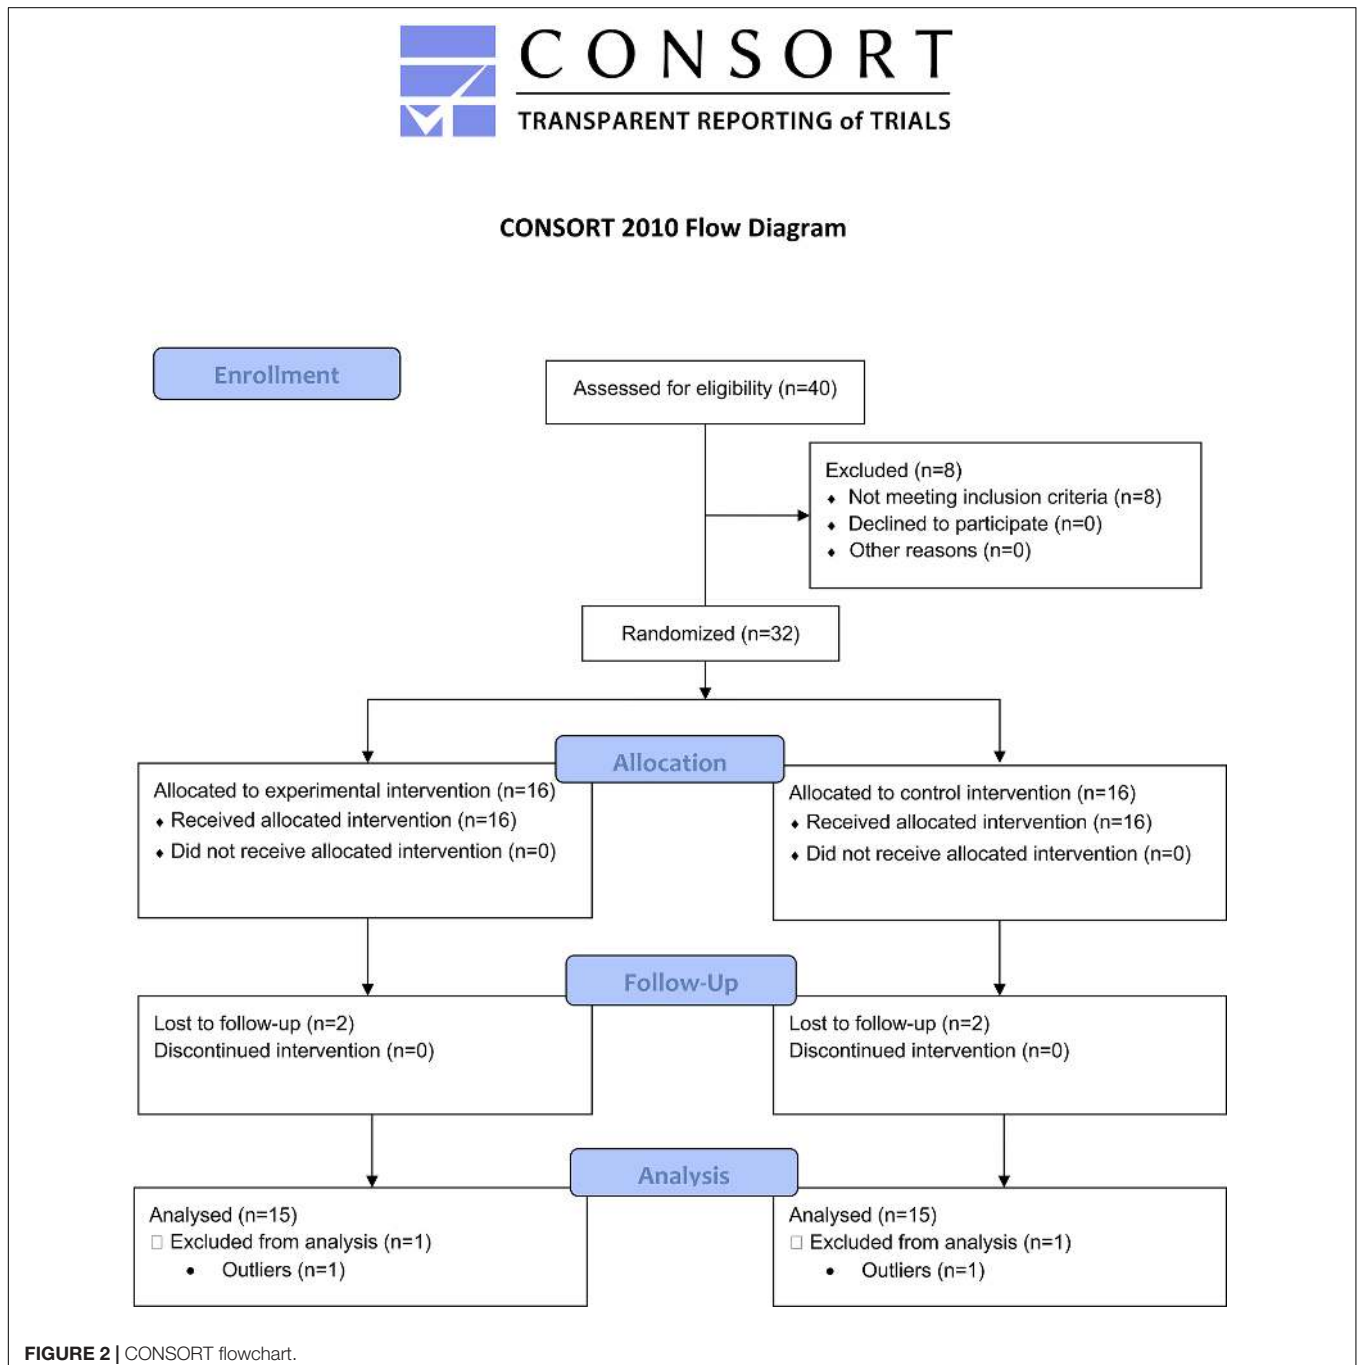 CONSORT
TRANSPARENT REPORTING of TRIALS
CONSORT 2010 Flow Diagram
Enrollment
Assessed for eligibility (n=40)
Excluded (n=8)
♦ Not meeting inclusion criteria (n=8)
♦ Declined to participate (n=0)
♦ Other reasons (n=0)
Randomized (n=32)
Allocation
Allocated to experimental intervention (n=16)
♦ Received allocated intervention (n=16)
♦ Did not receive allocated intervention (n=0)
Allocated to control intervention (n=16)
♦ Received allocated intervention (n=16)
♦ Did not receive allocated intervention (n=0)
Follow-Up
Lost to follow-up (n=2)
Discontinued intervention (n=0)
Lost to follow-up (n=2)
Discontinued intervention (n=0)
Analysis
Analysed (n=15)
□ Excluded from analysis (n=1)
• Outliers (n=1)
Analysed (n=15)
□ Excluded from analysis (n=1)
• Outliers (n=1)
FIGURE 2 | CONSORT flowchart.